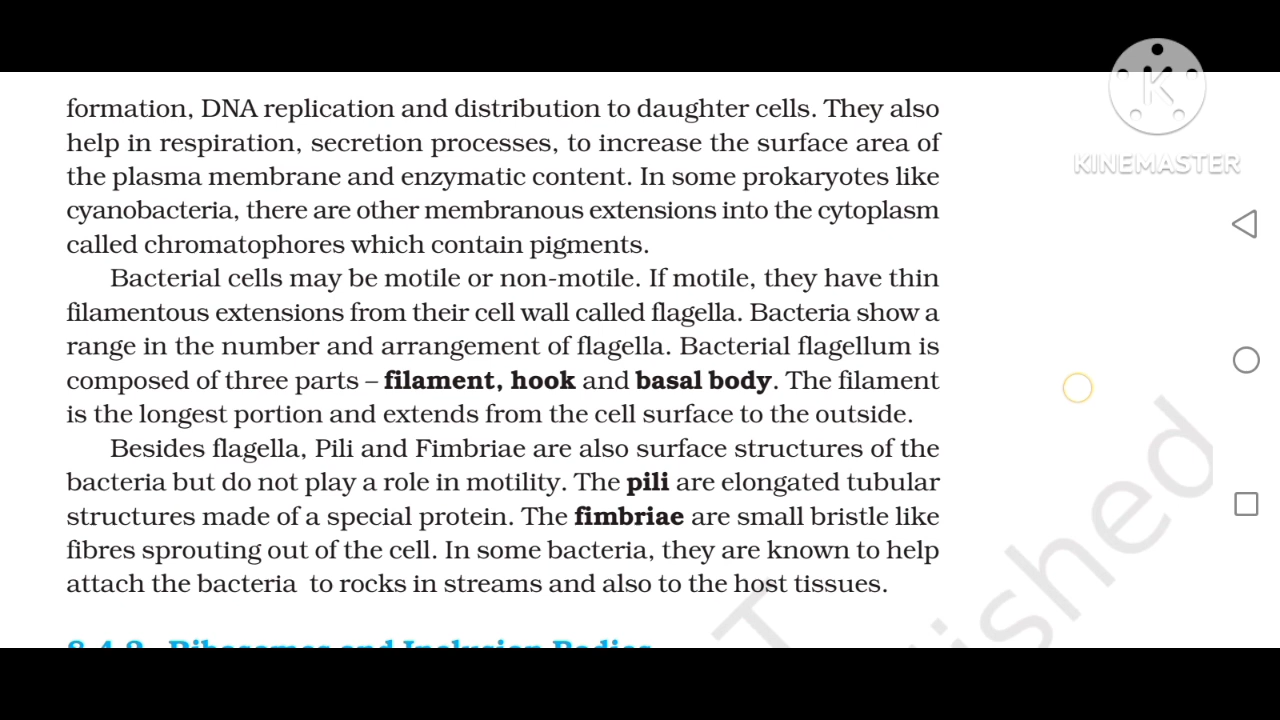 KINEMASTER
formation, DNA replication and distribution to daughter cells. They also
help in respiration, secretion processes, to increase the surface area of
the plasma membrane and enzymatic content. In some prokaryotes like
cyanobacteria, there are other membranous extensions into the cytoplasm
called chromatophores which contain pigments.
Bacterial cells may be motile or non-motile. If motile, they have thin
filamentous extensions from their cell wall called flagella. Bacteria show a
range in the number and arrangement of flagella. Bacterial flagellum is
composed of three parts – filament, hook and basal body. The filament
is the longest portion and extends from the cell surface to the outside.
Besides flagella, Pili and Fimbriae are also surface structures of the
bacteria but do not play a role in motility. The pili are elongated tubular
structures made of a special protein. The fimbriae are small bristle like
fibres sprouting out of the cell. In some bacteria, they are known to help
attach the bacteria to rocks in streams and also to the host tissues.
8.4.2 Ribosomes and Inclusion Bodies